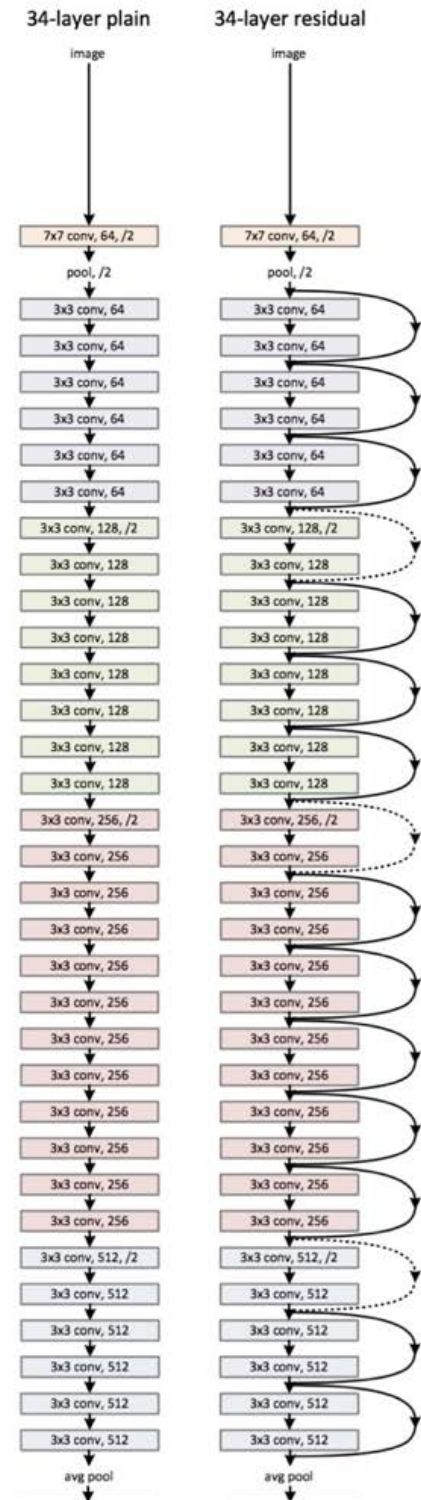 34-layer plain
image
7x7 conv, 64, /2
pool, /2
3x3 conv, 64
3x3 conv, 64
3x3 conv, 64
3x3 conv, 64
3x3 conv, 64
3x3 conv, 64
3x3 conv, 128, /2
3x3 conv, 128
3x3 conv, 128
3x3 conv, 128
3x3 conv, 128
3x3 conv, 128
3x3 conv, 128
3x3 conv, 128
3x3 conv, 256, /2
3x3 conv, 256
3x3 conv, 256
3x3 conv, 256
3x3 conv, 256
3x3 conv, 256
3x3 conv, 256
3x3 conv, 256
3x3 conv, 256
3x3 conv, 256
3x3 conv, 256
3x3 conv, 256
3x3 conv, 512, /2
3x3 conv, 512
3x3 conv, 512
3x3 conv, 512
3x3 conv, 512
3x3 conv, 512
avg pool
34-layer residual
image
7x7 conv, 64, /2
pool, /2
3x3 conv, 64
3x3 conv, 64
3x3 conv, 64
3x3 conv, 64
3x3 conv, 64
3x3 conv, 64
3x3 conv, 128, /2
3x3 conv, 128
3x3 conv, 128
3x3 conv, 128
3x3 conv, 128
3x3 conv, 128
3x3 conv, 128
3x3 conv, 128
3x3 conv, 256, /2
3x3 conv, 256
3x3 conv, 256
3x3 conv, 256
3x3 conv, 256
3x3 conv, 256
3x3 conv, 256
3x3 conv, 256
3x3 conv, 256
3x3 conv, 256
3x3 conv, 256
3x3 conv, 256
3x3 conv, 512, /2
3x3 conv, 512
3x3 conv, 512
3x3 conv, 512
3x3 conv, 512
3x3 conv, 512
avg pool